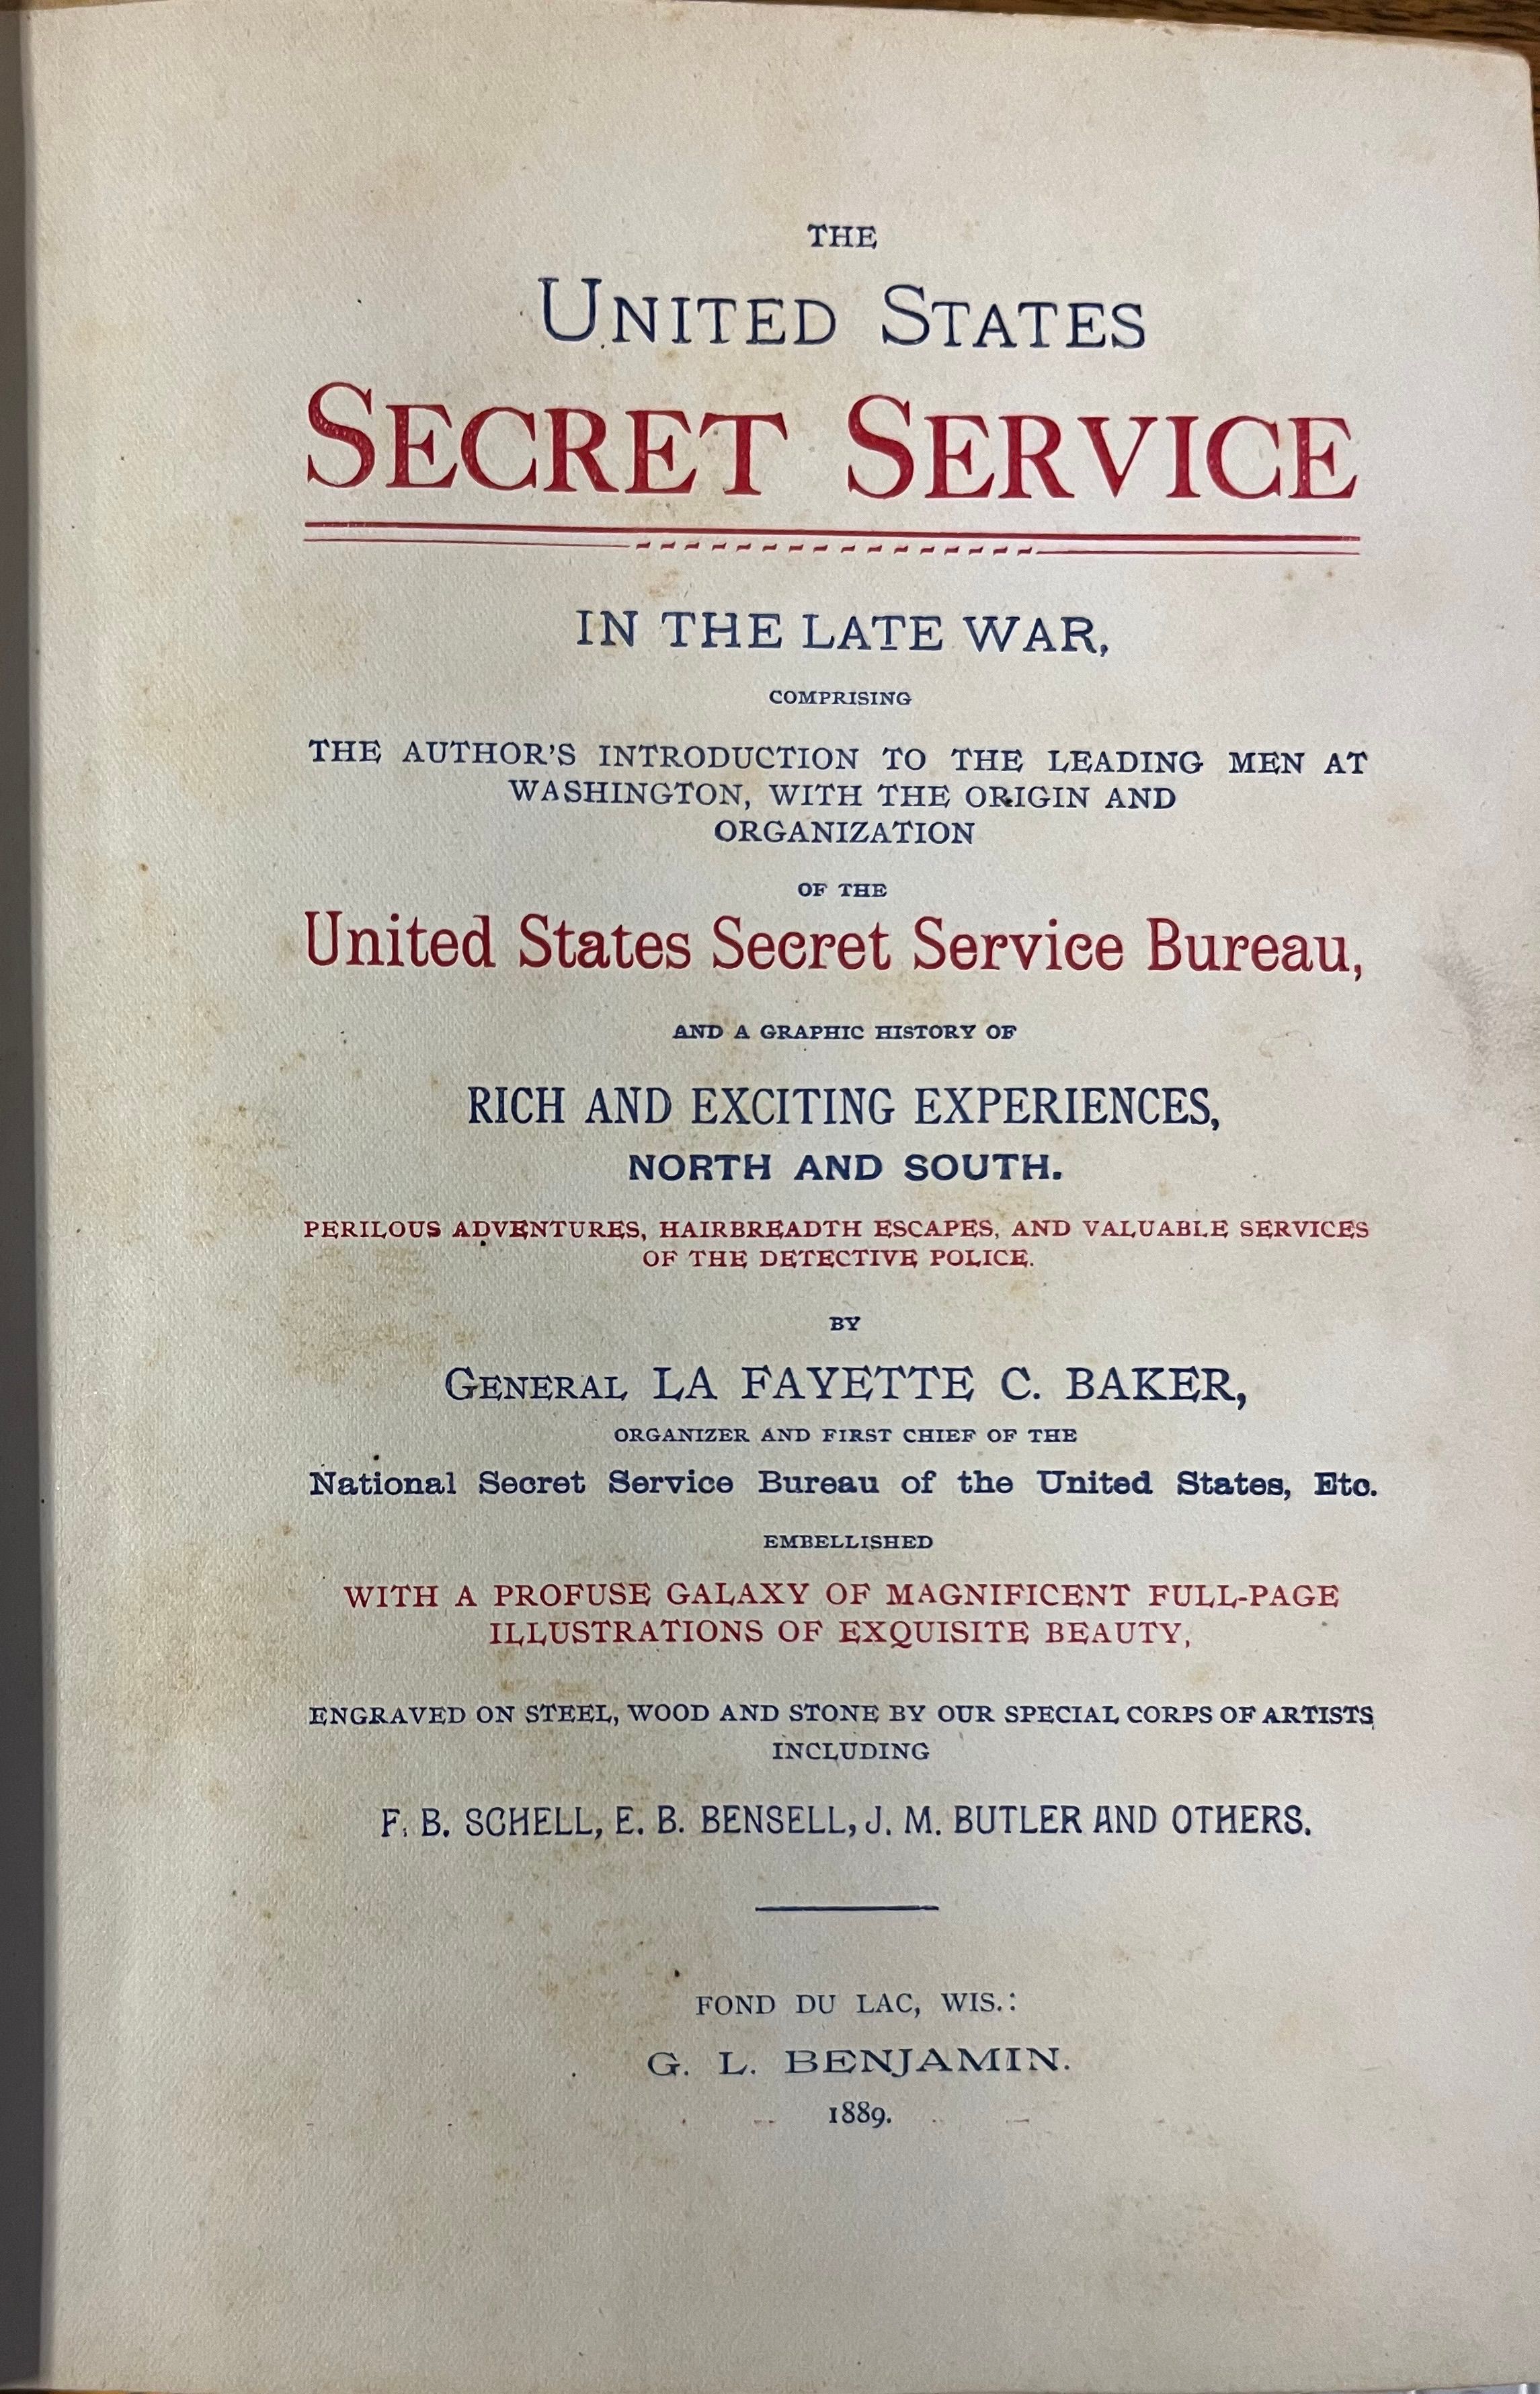 THE
UNITED STATES
SECRET SERVICE
IN THE LATE WAR,
COMPRISING
THE AUTHOR'S INTRODUCTION TO THE LEADING MEN AT
WASHINGTON, WITH THE ORIGIN AND
ORGANIZATION
OF THE
United States Secret Service Bureau,
AND A GRAPHIC HISTORY OF
RICH AND EXCITING EXPERIENCES,
NORTH AND SOUTH.
PERILOUS ADVENTURES, HAIRBREADTH ESCAPES, AND VALUABLE SERVICES
OF THE DETECTIVE POLICE.
BY
GENERAL LA FAYETTE C. BAKER,
ORGANIZER AND FIRST CHIEF OF THE
National Secret Service Bureau of the United States, Etc.
EMBELLISHED
WITH A PROFUSE GALAXY OF MAGNIFICENT FULL-PAGE
ILLUSTRATIONS OF EXQUISITE BEAUTY,
ENGRAVED ON STEEL, WOOD AND STONE BY OUR SPECIAL CORPS OF ARTISTS
INCLUDING
F. B. SCHELL, E. B. BENSELL, J. M. BUTLER AND OTHERS.
FOND DU LAC, WIS.:
G. L. BENJAMIN.
1889.